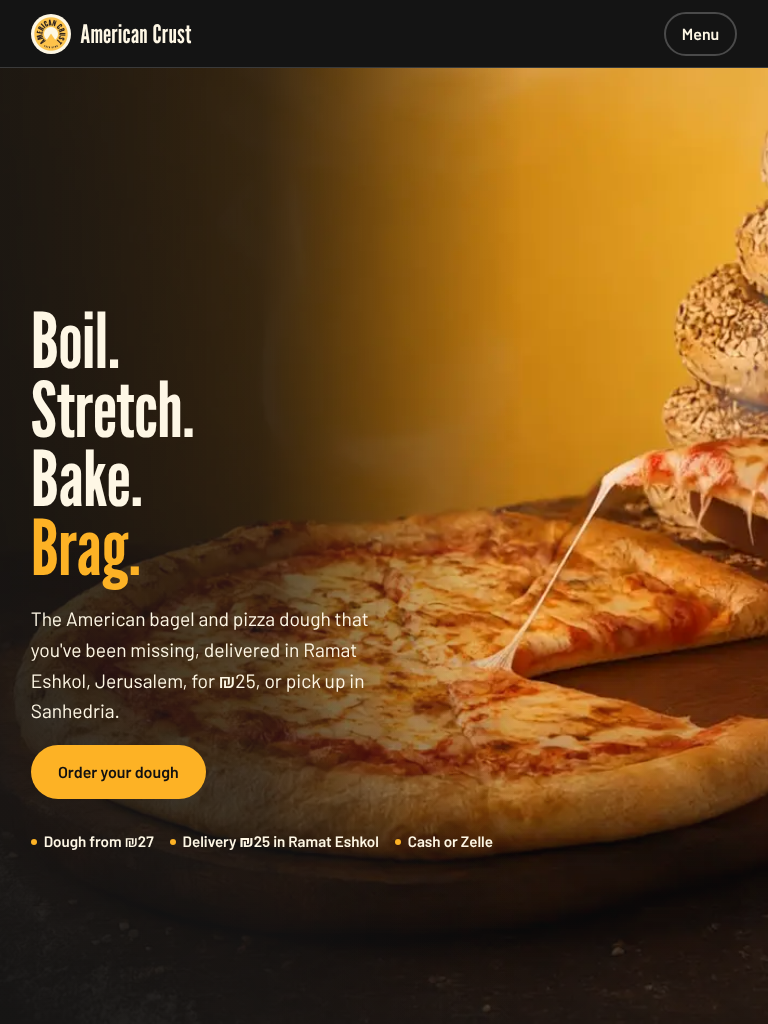 AMERICAN CRUST
American Crust
Menu
Boil.
Stretch.
Bake.
Brag.
The American bagel and pizza dough that
you've been missing, delivered in Ramat
Eshkol, Jerusalem, for ₪25, or pick up in
Sanhedria.
Order your dough
Dough from ₪27
Delivery ₪25 in Ramat Eshkol
Cash or Zelle